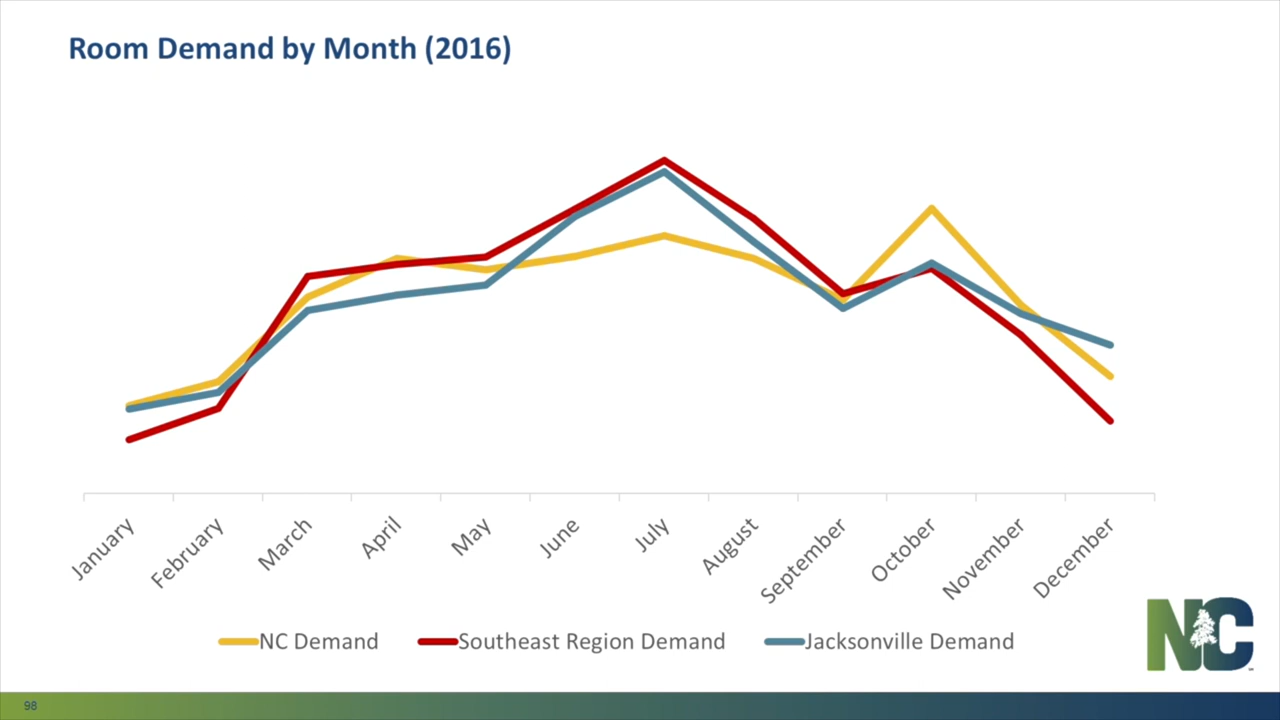 Room Demand by Month (2016)
January
February
March
April
May
June
July
August
September
October
November
December
NC Demand
Southeast Region Demand
Jacksonville Demand
NC
98